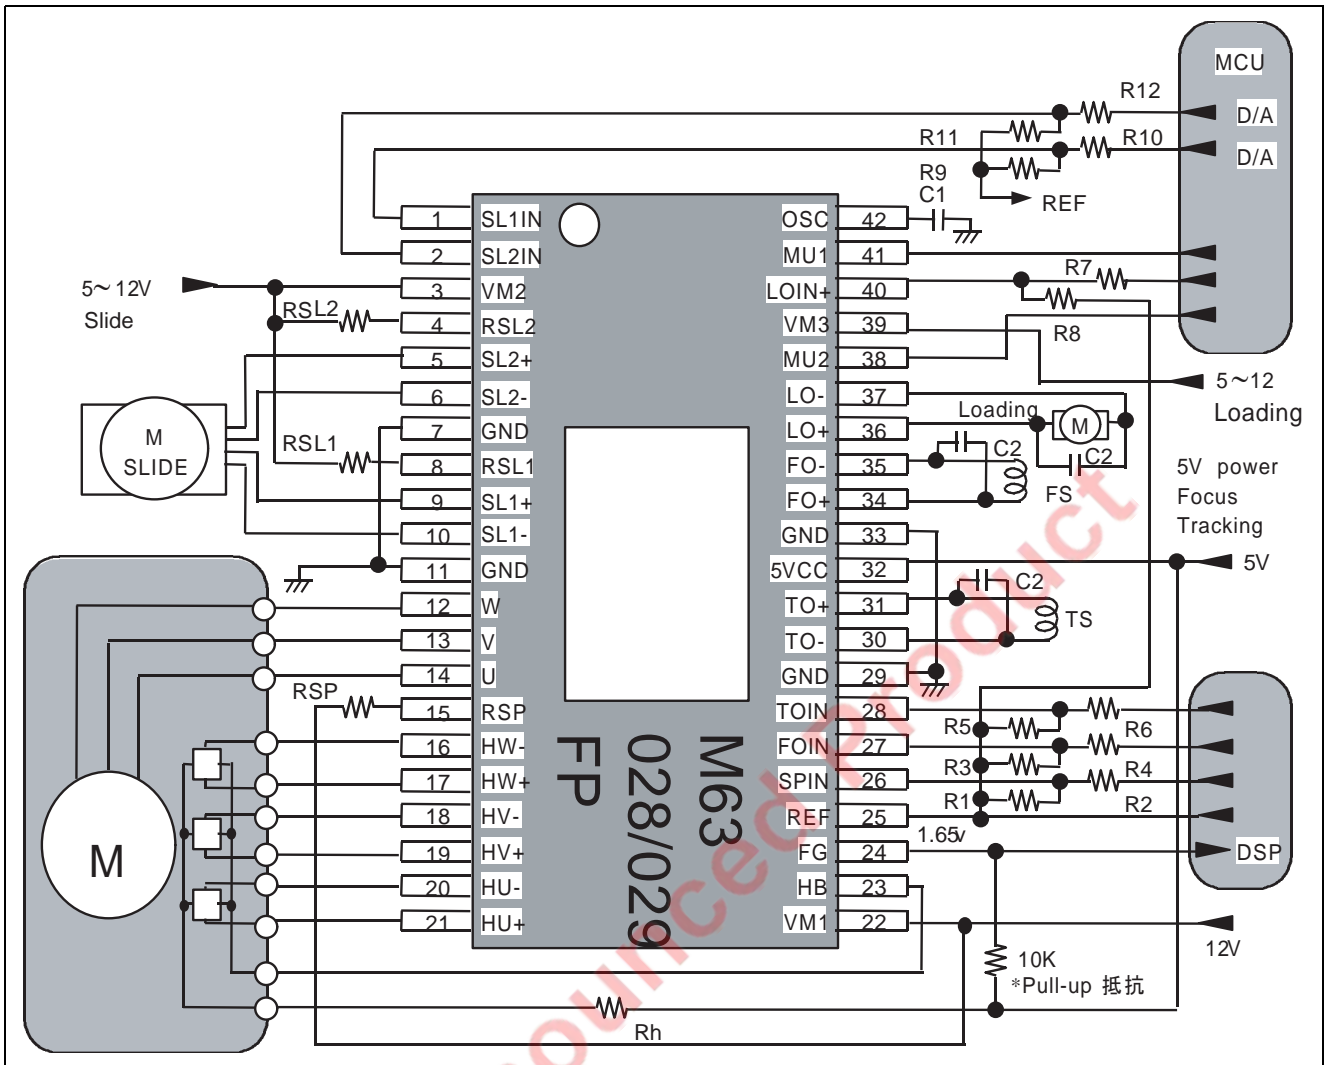 MCU
R12
D/A
R11
R10
D/A
R9
C1
REF
1 SL1IN
OSC 42
2 SL2IN
MU1 41
5~12V
Slide
3 VM2
LOIN+ 40
R7
RSL2
4 RSL2
VM3 39
R8
5 SL2+
MU2 38
6 SL2-
LO- 37
5~12
Loading
7 GND
LO+ 36
Loading
M
C2
C2
M
SLIDE
RSL1
8 RSL1
FO- 35
FS
5V power
Focus
Tracking
9 SL1+
FO+ 34
10 SL1-
GND 33
11 GND
5VCC 32
5V
12 W
TO+ 31
C2
TS
13 V
TO- 30
14 U
GND 29
RSP
15 RSP
TOIN 28
R5
R6
16 HW-
FOIN 27
R3
R4
17 HW+
SPIN 26
R1
R2
18 HV-
REF 25
1.65v
19 HV+
FG 24
DSP
20 HU-
HB 23
21 HU+
VM1 22
12V
M
M63
028/029
FP
10K
*Pull-up 抵抗
Rh
ounced Product